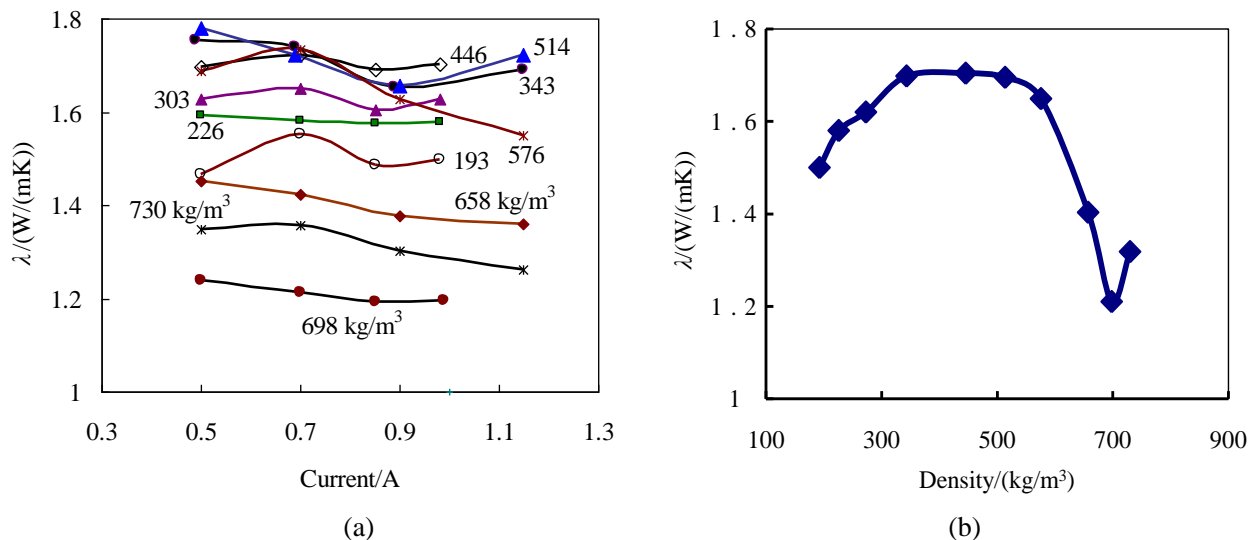 1.8
1.6
1.4
1.2
1
λ/(W/(mK))
446
514
343
303
226
193
576
730 kg/m³
658 kg/m³
698 kg/m³
0.3 0.5 0.7 0.9 1.1 1.3
Current/A
(a)
1. 8
1. 6
1. 4
1. 2
1
λ/(W/(mK))
100 300 500 700 900
Density/(kg/m³)
(b)